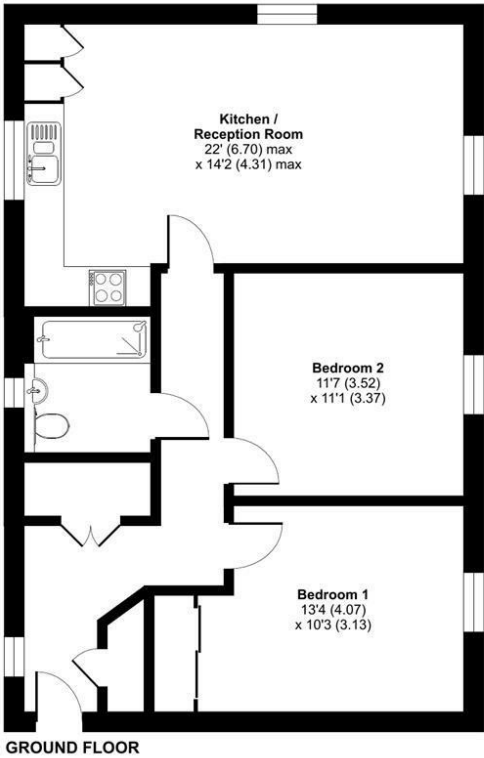 Kitchen /
Reception Room
22' (6.70) max
x 14'2 (4.31) max
Bedroom 2
11'7 (3.52)
x 11'1 (3.37)
Bedroom 1
13'4 (4.07)
x 10'3 (3.13)
GROUND FLOOR